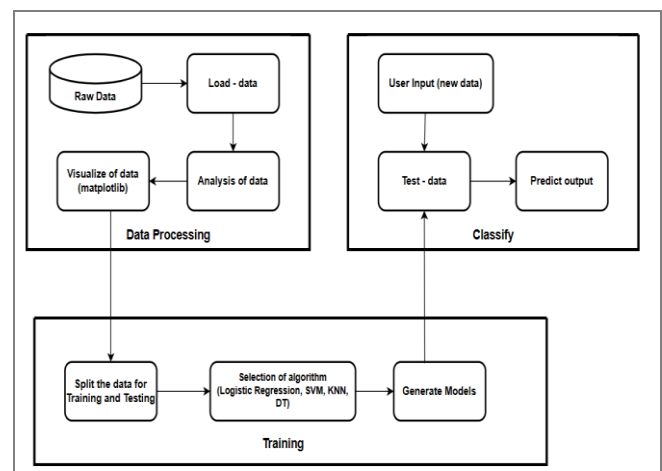 Raw Data
Load - data
Visualize of data
(matplotlib)
Analysis of data
Data Processing
User Input (new data)
Test - data
Predict output
Classify
Split the data for
Training and Testing
Selection of algorithm
(Logistic Regression, SVM, KNN,
DT)
Generate Models
Training